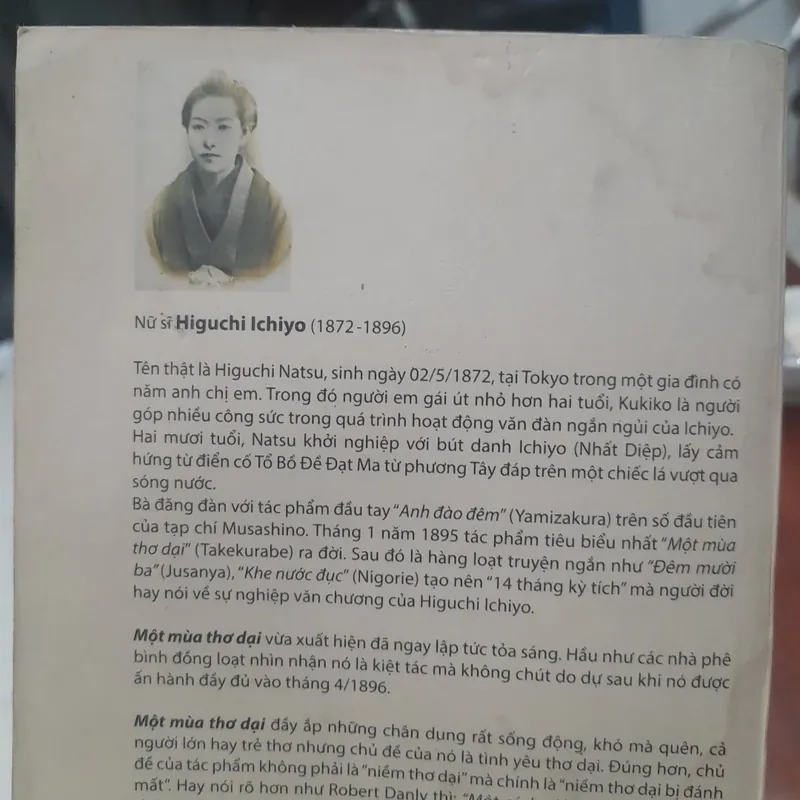 Nữ sĩ Higuchi Ichiyo (1872-1896)
Tên thật là Higuchi Natsu, sinh ngày 02/5/1872, tại Tokyo trong một gia đình có
năm anh chị em. Trong đó người em gái út nhỏ hơn hai tuổi, Kukiko là người
góp nhiều công sức trong quá trình hoạt động văn đàn ngắn ngủi của Ichiyo.
Hai mươi tuổi, Natsu khởi nghiệp với bút danh Ichiyo (Nhất Diệp), lấy cảm
hứng từ điển cố Tổ Bồ Đề Đạt Ma từ phương Tây đáp trên một chiếc lá vượt qua
sóng nước.
Bà đăng đàn với tác phẩm đầu tay "Anh đào đêm" (Yamizakura) trên số đầu tiên
của tạp chí Musashino. Tháng 1 năm 1895 tác phẩm tiêu biểu nhất "Một mùa
thơ dại" (Takekurabe) ra đời. Sau đó là hàng loạt truyện ngắn như "Đêm mười
ba" (Jusanya), "Khe nước đục" (Nigorie) tạo nên "14 tháng kỳ tích" mà người đời
hay nói về sự nghiệp văn chương của Higuchi Ichiyo.
Một mùa thơ dại vừa xuất hiện đã ngay lập tức tỏa sáng. Hầu như các nhà phê
bình đồng loạt nhìn nhận nó là kiệt tác mà không chút do dự sau khi nó được
ấn hành đầy đủ vào tháng 4/1896.
Một mùa thơ dại đầy ắp những chân dung rất sống động, khó mà quên, cả
người lớn hay trẻ thơ nhưng chủ đề của nó là tình yêu thơ dại. Đúng hơn, chủ
đề của tác phẩm không phải là "niềm thơ dại" mà chính là "niềm thơ dại bị đánh
mất". Hay nói rõ hơn như Robert Danly thì: "Một